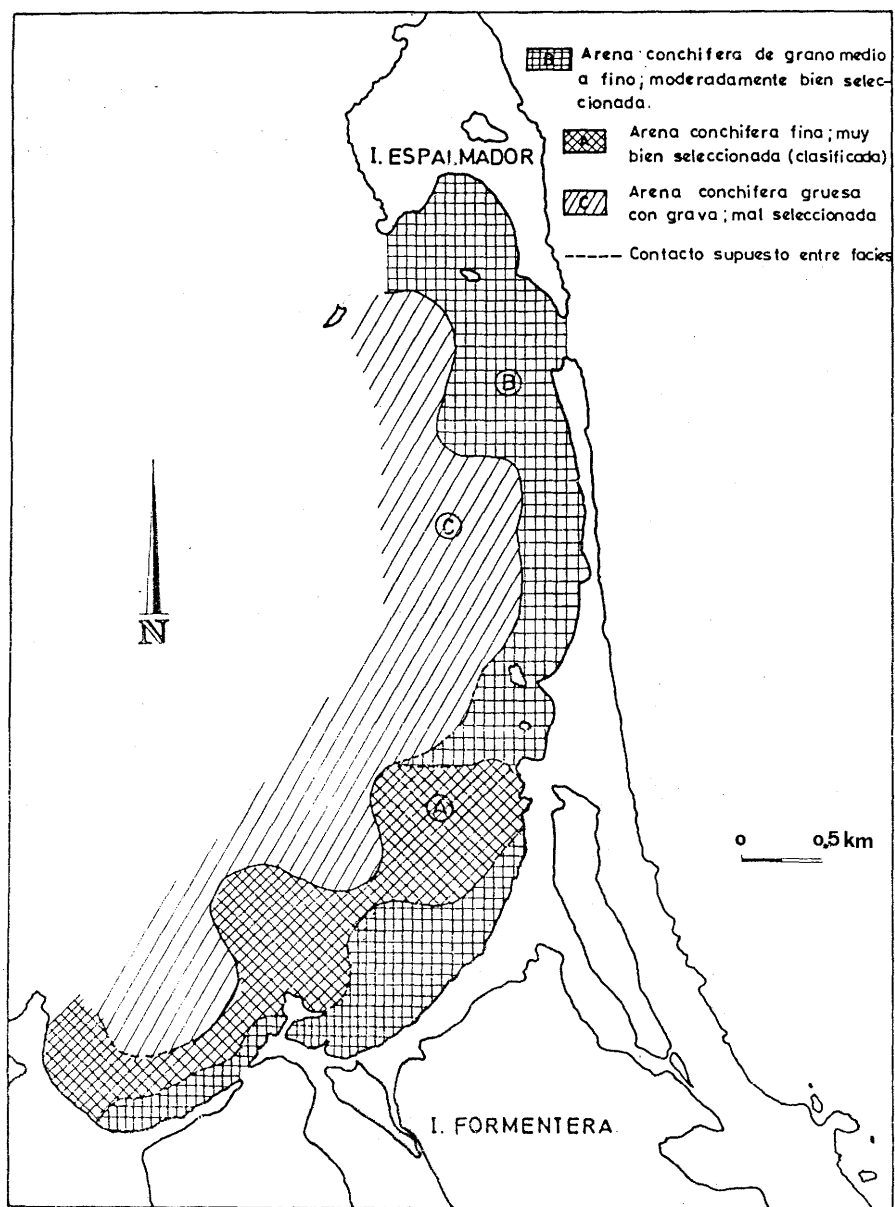 B Arena conchifera de grano medio
a fino; moderadamente bien selec-
cionada.
A Arena conchifera fina; muy
bien seleccionada (clasificada)
C Arena conchifera gruesa
con grava; mal seleccionada
Contacto supuesto entre facies
I. ESPALMADOR
B
C
N
A
0 0,5 km
I. FORMENTERA